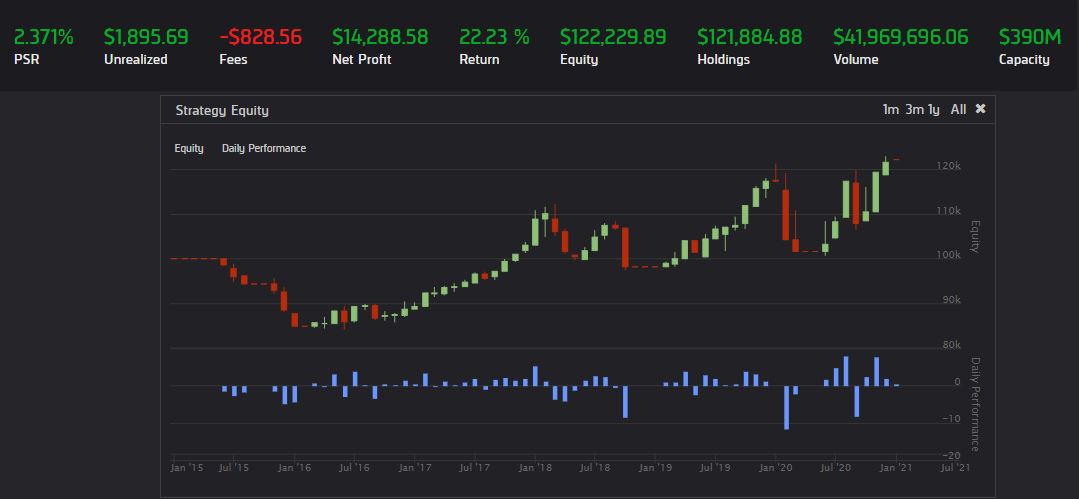 2.371% $1,895.69 -$828.56 $14,288.58 22.23 % $122,229.89 $121,884.88 $41,969,696.06 $390M
PSR Unrealized Fees Net Profit Return Equity Holdings Volume Capacity
Strategy Equity 1m 3m 1y All ✖
Equity Daily Performance
120k
110k
100k
90k
80k
Equity
0
-10
-20
Daily Performance
Jan '15 Jul '15 Jan '16 Jul '16 Jan '17 Jul '17 Jan '18 Jul '18 Jan '19 Jul '19 Jan '20 Jul '20 Jan '21 Jul '21